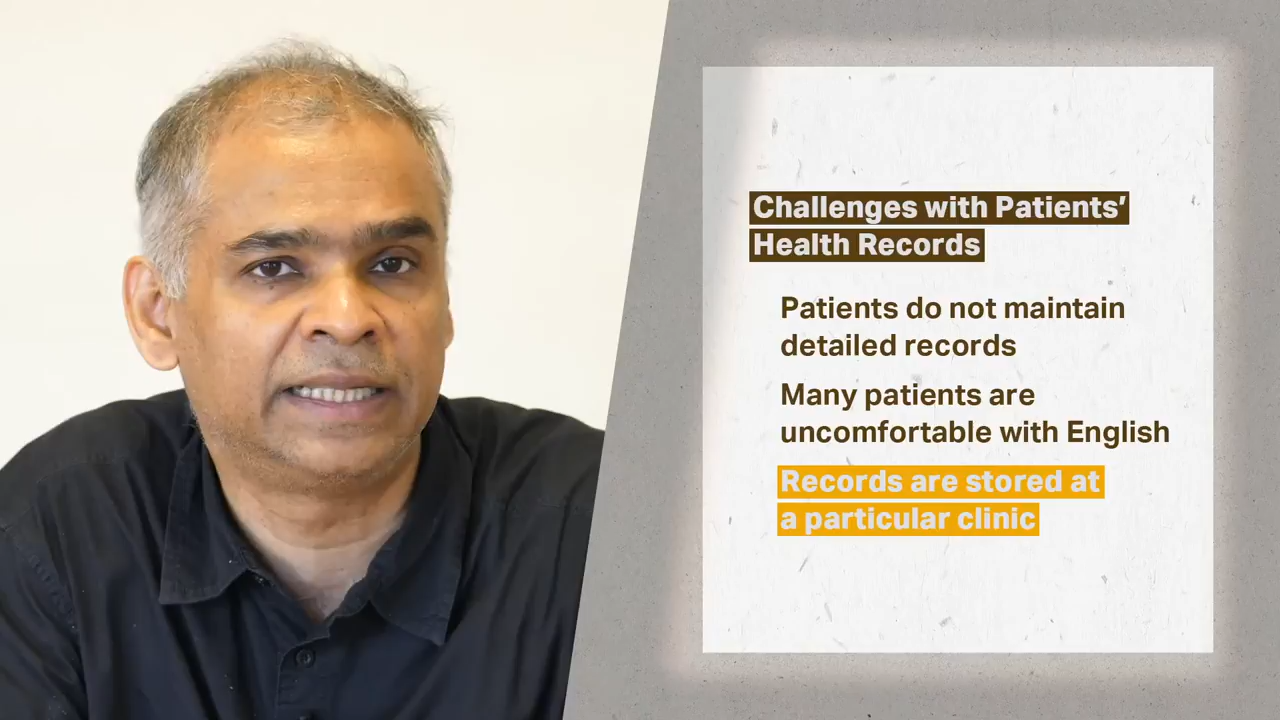 Challenges with Patients’
Health Records
Patients do not maintain
detailed records
Many patients are
uncomfortable with English
Records are stored at
a particular clinic